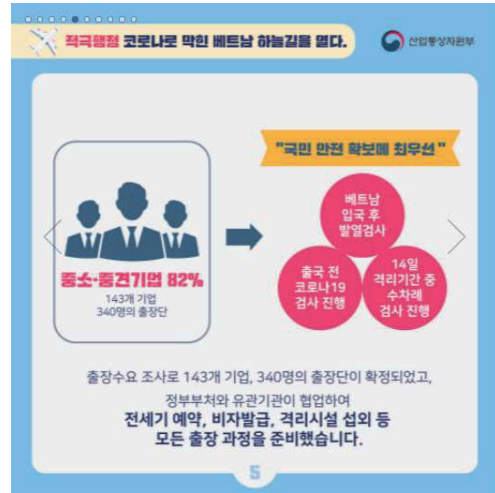 적극행정 코로나로 막힌 베트남 하늘길을 열다.
산업통상자원부
"국민 안전 확보에 최우선"
베트남
입국 후
발열검사
출국 전
코로나19
검사 진행
14일
격리기간 중
수차례
검사 진행
중소·중견기업 82%
143개 기업
340명의 출장단
출장수요 조사로 143개 기업, 340명의 출장단이 확정되었고,
정부부처와 유관기관이 협업하여
전세기 예약, 비자발급, 격리시설 섭외 등
모든 출장 과정을 준비했습니다.
5